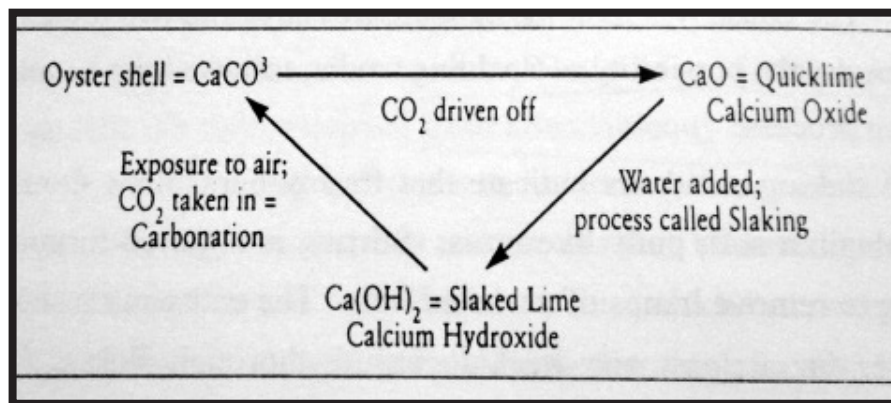 Oyster shell = CaCO³
CO₂ driven off
CaO = Quicklime
Calcium Oxide
Exposure to air;
CO₂ taken in =
Carbonation
Water added;
process called Slaking
Ca(OH)₂ = Slaked Lime
Calcium Hydroxide